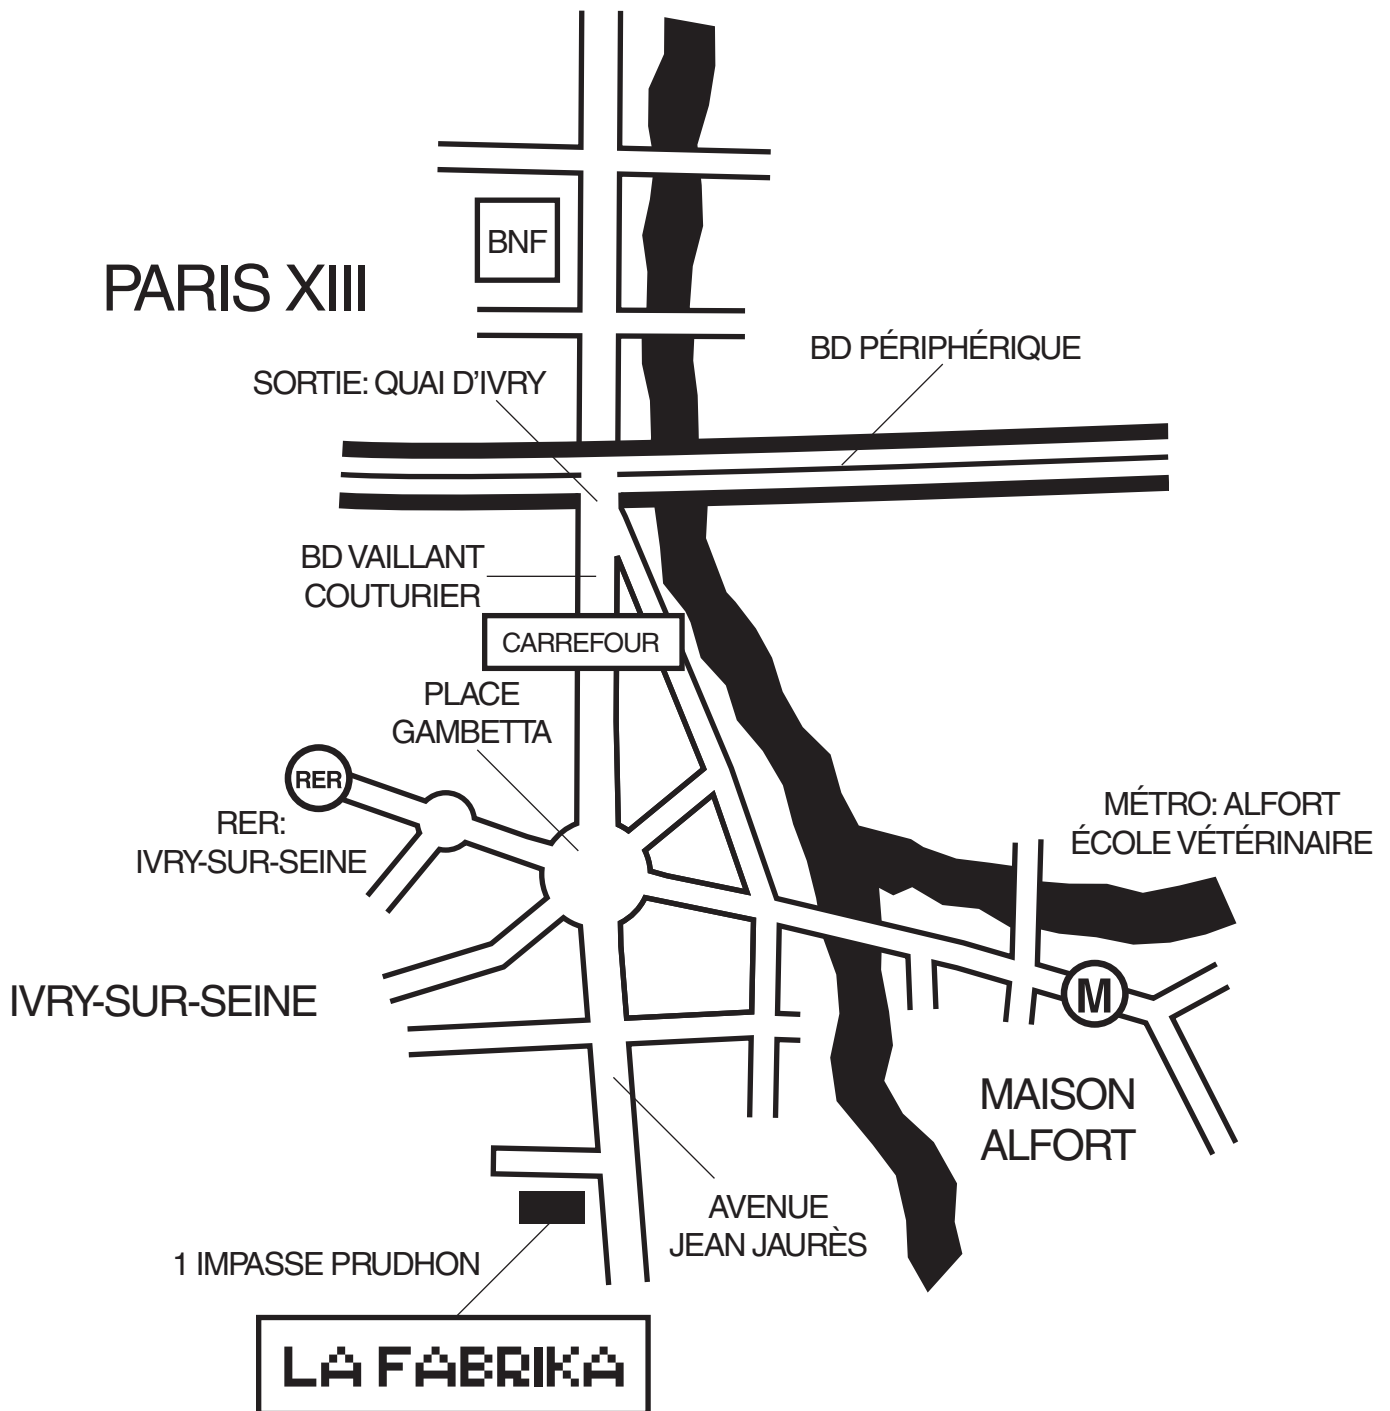 BNF
PARIS XIII
BD PÉRIPHÉRIQUE
SORTIE: QUAI D'IVRY
BD VAILLANT
COUTURIER
CARREFOUR
PLACE
GAMBETTA
RER
RER:
IVRY-SUR-SEINE
MÉTRO: ALFORT
ÉCOLE VÉTÉRINAIRE
IVRY-SUR-SEINE
M
MAISON
ALFORT
AVENUE
JEAN JAURÈS
1 IMPASSE PRUDHON
LA FABRIKA